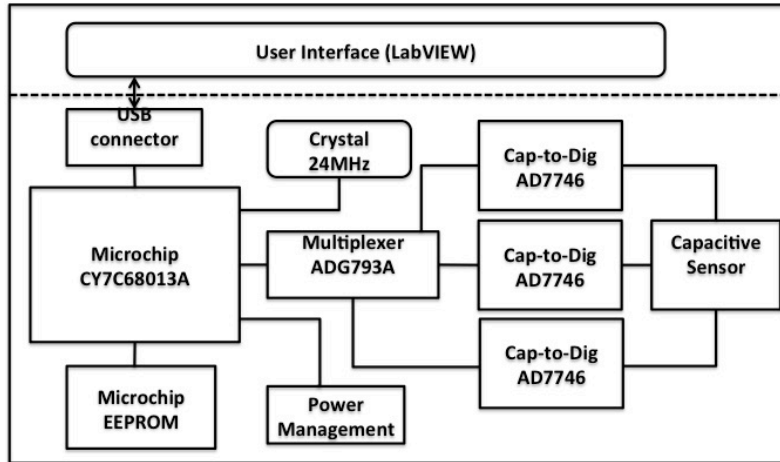 User Interface (LabVIEW)
USB
connector
Crystal
24MHz
Cap-to-Dig
AD7746
Microchip
CY7C68013A
Multiplexer
ADG793A
Cap-to-Dig
AD7746
Capacitive
Sensor
Cap-to-Dig
AD7746
Microchip
EEPROM
Power
Management